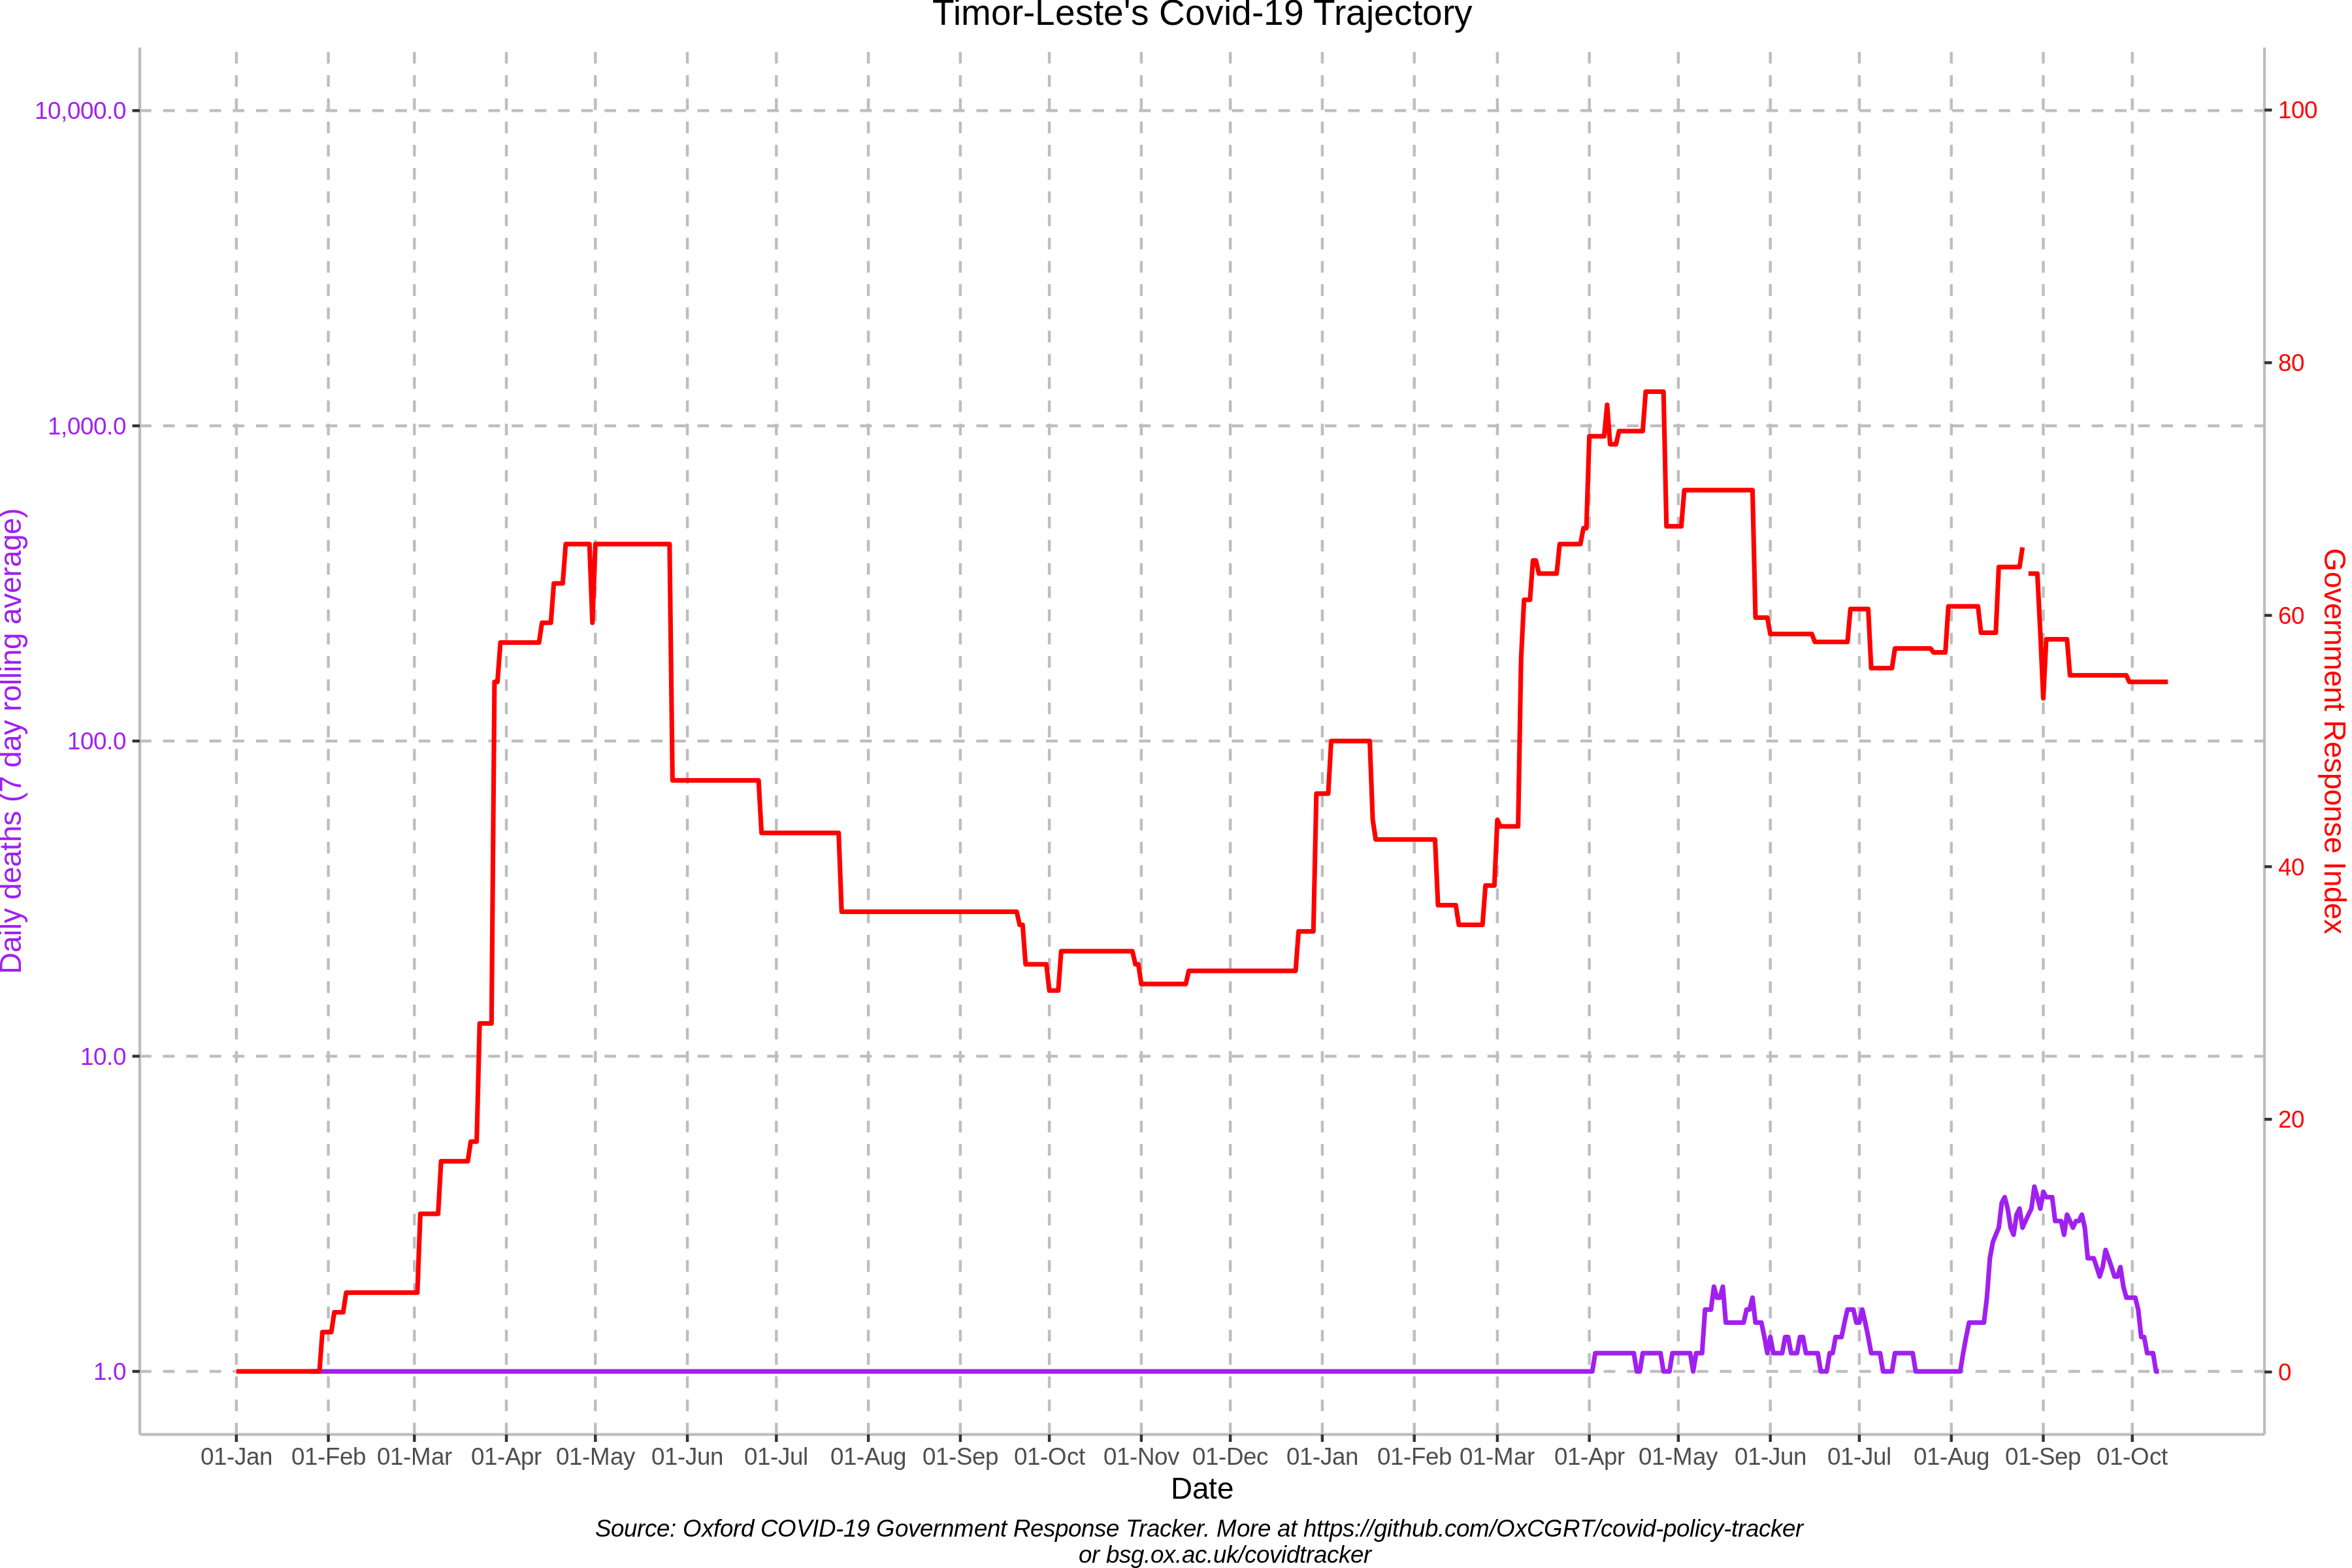 Timor-Leste's Covid-19 Trajectory
10,000.0
1,000.0
100.0
10.0
1.0
Daily deaths (7 day rolling average)
100
80
60
40
20
0
Government Response Index
01-Jan 01-Feb 01-Mar 01-Apr 01-May 01-Jun 01-Jul 01-Aug 01-Sep 01-Oct 01-Nov 01-Dec 01-Jan 01-Feb 01-Mar 01-Apr 01-May 01-Jun 01-Jul 01-Aug 01-Sep 01-Oct
Date
Source: Oxford COVID-19 Government Response Tracker. More at https://github.com/OxCGRT/covid-policy-tracker
or bsg.ox.ac.uk/covidtracker